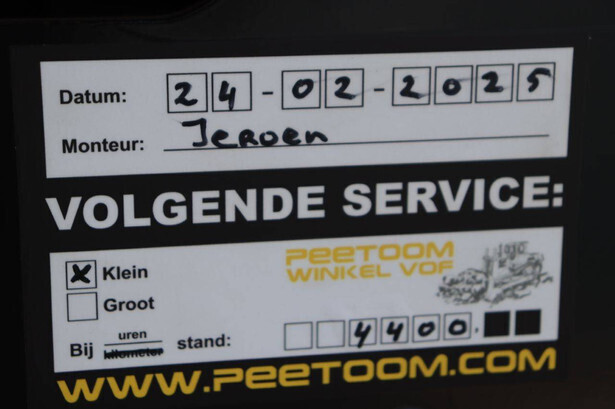 Datum: 24-02-2025
Monteur: Jeroen
VOLGENDE SERVICE:
Klein
PEETOOM
WINKEL VOF
Groot
Bij uren kilometer stand: 4400.
WWW.PEETOOM.COM